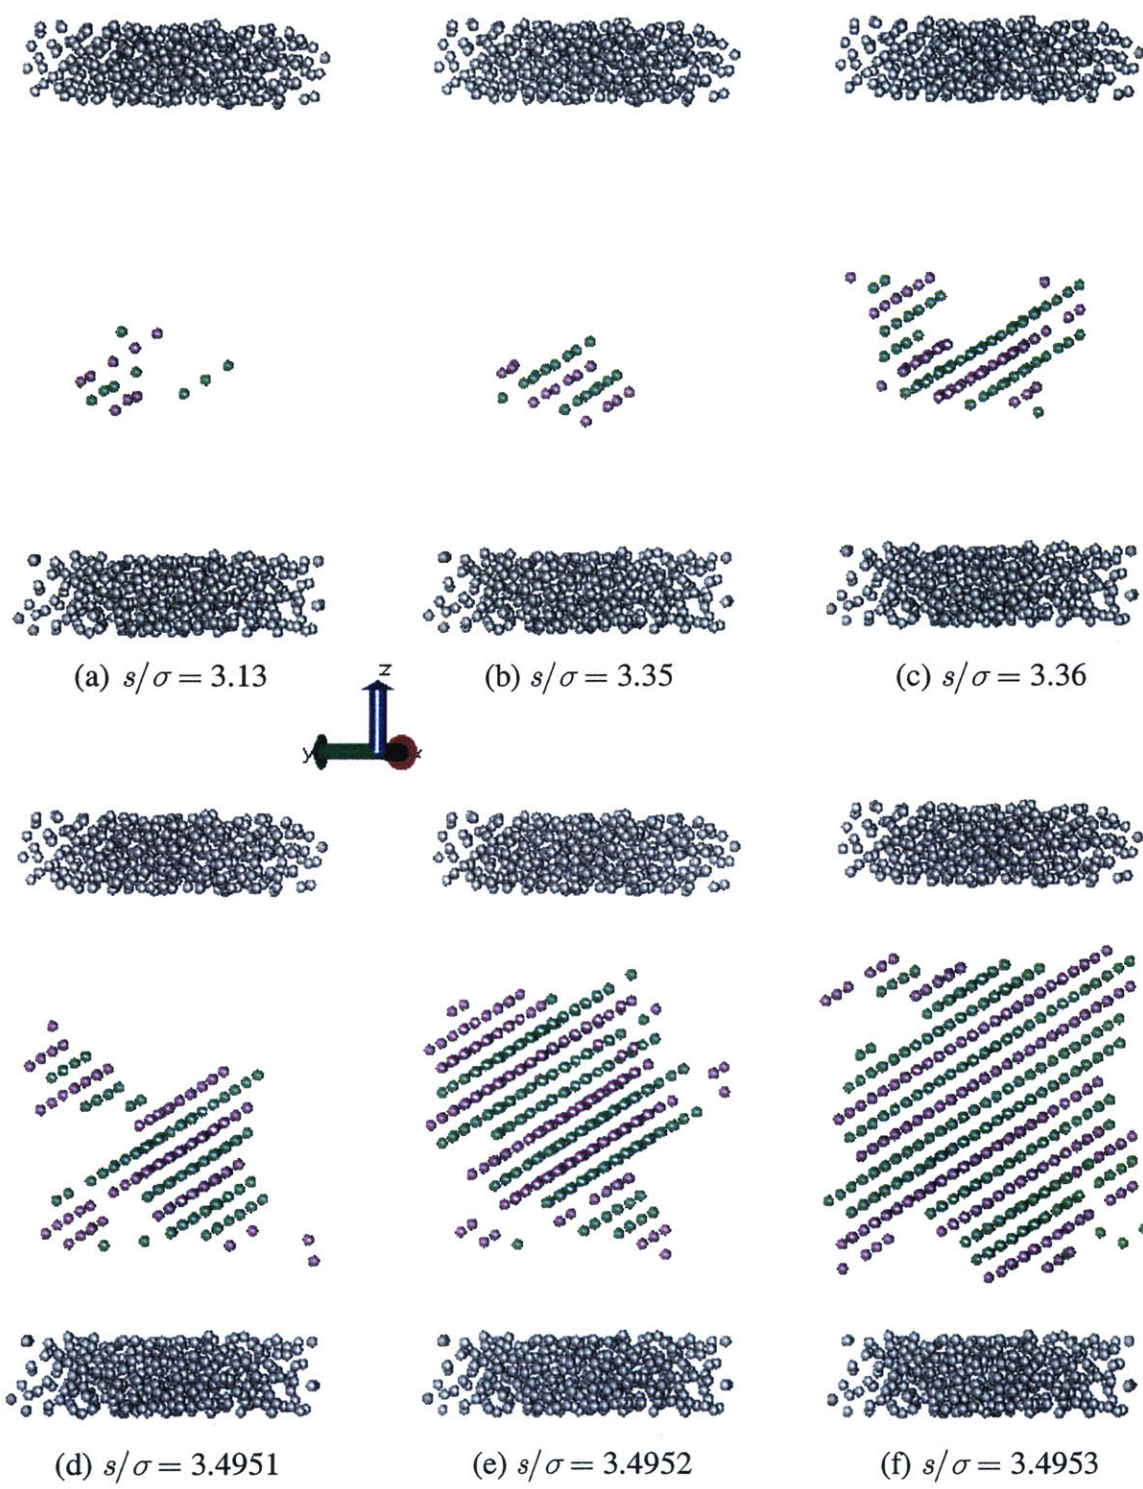 (a) s/σ = 3.13
(b) s/σ = 3.35
(c) s/σ = 3.36
z
y
x
(d) s/σ = 3.4951
(e) s/σ = 3.4952
(f) s/σ = 3.4953